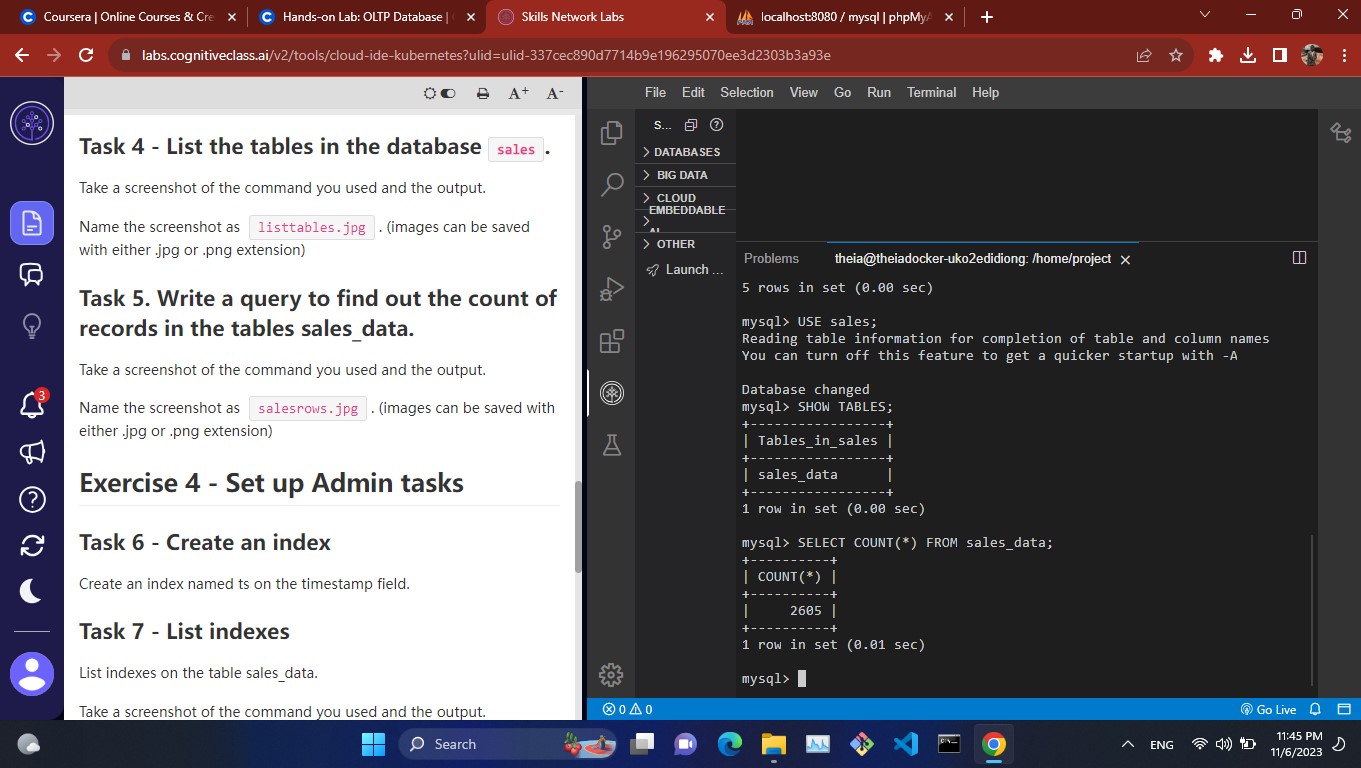 Coursera | Online Courses & Cre
Hands-on Lab: OLTP Database |
Skills Network Labs
localhost:8080 / mysql | phpMyA
labs.cognitiveclass.ai/v2/tools/cloud-ide-kubernetes?ulid=ulid-337cec890d7714b9e196295070ee3d2303b3a93e
A+ A-
Task 4 - List the tables in the database sales .
Take a screenshot of the command you used and the output.
Name the screenshot as listtables.jpg . (images can be saved
with either .jpg or .png extension)
Task 5. Write a query to find out the count of
records in the tables sales_data.
Take a screenshot of the command you used and the output.
Name the screenshot as salesrows.jpg . (images can be saved with
either .jpg or .png extension)
Exercise 4 - Set up Admin tasks
Task 6 - Create an index
Create an index named ts on the timestamp field.
Task 7 - List indexes
List indexes on the table sales_data.
Take a screenshot of the command you used and the output.
3
File Edit Selection View Go Run Terminal Help
S...
DATABASES
BIG DATA
CLOUD
EMBEDDABLE
AI
OTHER
Launch ...
Problems
theia@theiadocker-uko2edidiong: /home/project
5 rows in set (0.00 sec)
mysql> USE sales;
Reading table information for completion of table and column names
You can turn off this feature to get a quicker startup with -A
Database changed
mysql> SHOW TABLES;
+-----------------+
| Tables_in_sales |
+-----------------+
| sales_data      |
+-----------------+
1 row in set (0.00 sec)
mysql> SELECT COUNT(*) FROM sales_data;
+----------+
| COUNT(*) |
+----------+
|     2605 |
+----------+
1 row in set (0.01 sec)
mysql>
0 0
Go Live
Search
ENG
11:45 PM
11/6/2023